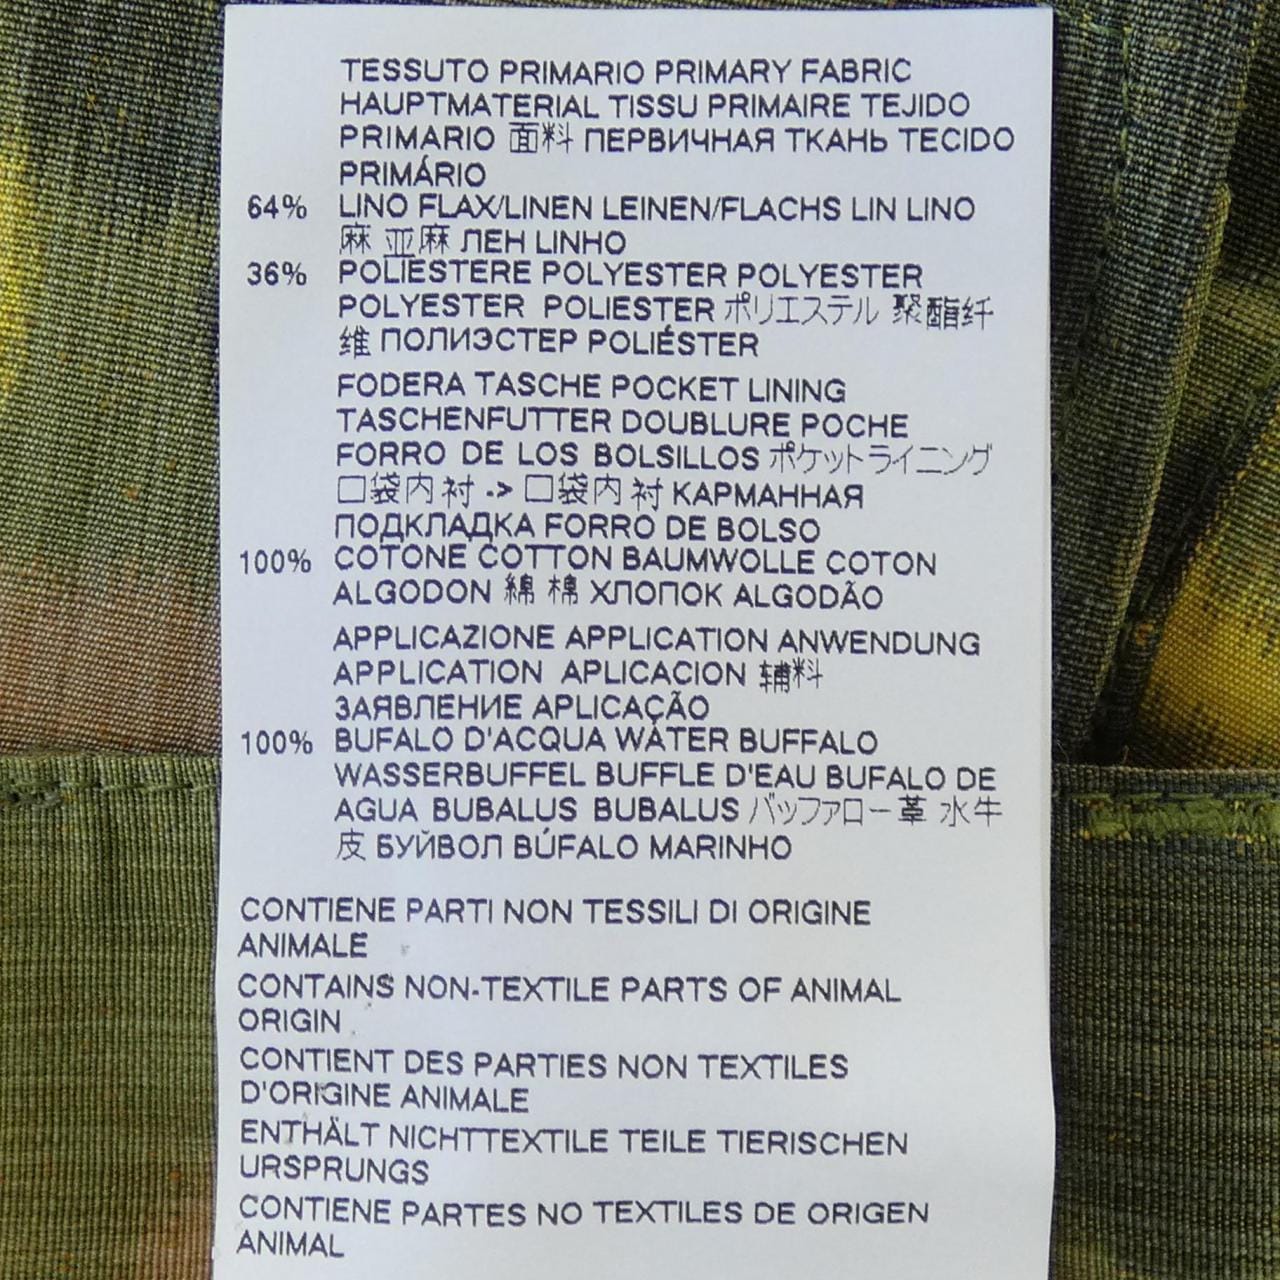 TESSUTO PRIMARIO PRIMARY FABRIC
HAUPTMATERIAL TISSU PRIMAIRE TEJIDO
PRIMARIO 面料 ПЕРВИЧНАЯ ТКАНЬ TECIDO
PRIMÁRIO
64% LINO FLAX/LINEN LEINEN/FLACHS LIN LINO
麻 亚麻 ЛЕН LINHO
36% POLIESTERE POLYESTER POLYESTER
POLYESTER POLIESTER ポリエステル 聚酯纤
维 ПОЛИЭСТЕР POLIÉSTER
FODERA TASCHE POCKET LINING
TASCHENFUTTER DOUBLURE POCHE
FORRO DE LOS BOLSILLOS ポケットライニング
口袋内衬 -> 口袋内衬 КАРМАННАЯ
ПОДКЛАДКА FORRO DE BOLSO
100% COTONE COTTON BAUMWOLLE COTON
ALGODON 綿 棉 ХЛОПОК ALGODÃO
APPLICAZIONE APPLICATION ANWENDUNG
APPLICATION APLICACION 辅料
ЗАЯВЛЕНИЕ APLICAÇÃO
100% BUFALO D'ACQUA WATER BUFFALO
WASSERBUFFEL BUFFLE D'EAU BUFALO DE
AGUA BUBALUS BUBALUS バッファロー革 水牛
皮 БУЙВОЛ BÚFALO MARINHO
CONTIENE PARTI NON TESSILI DI ORIGINE
ANIMALE
CONTAINS NON-TEXTILE PARTS OF ANIMAL
ORIGIN
CONTIENT DES PARTIES NON TEXTILES
D'ORIGINE ANIMALE
ENTHÄLT NICHTTEXTILE TEILE TIERISCHEN
URSPRUNGS
CONTIENE PARTES NO TEXTILES DE ORIGEN
ANIMAL